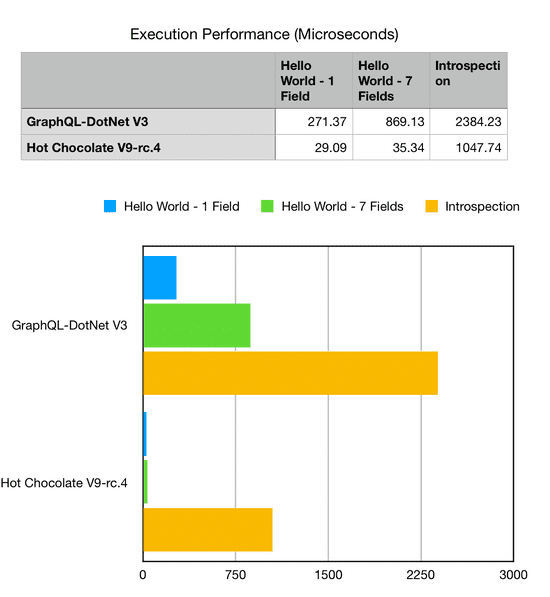 Execution Performance (Microseconds)
Hello World - 1 Field
Hello World - 7 Fields
Introspecti on
GraphQL-DotNet V3 271.37 869.13 2384.23
Hot Chocolate V9-rc.4 29.09 35.34 1047.74
Hello World - 1 Field Hello World - 7 Fields Introspection
GraphQL-DotNet V3
Hot Chocolate V9-rc.4
0 750 1500 2250 3000